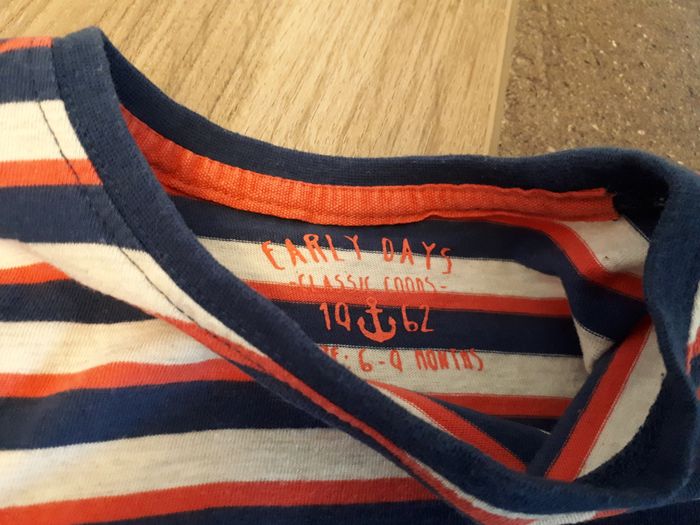 EARLY DAYS
-CLASSIC GOODS-
19 62
6-9 MONTHS